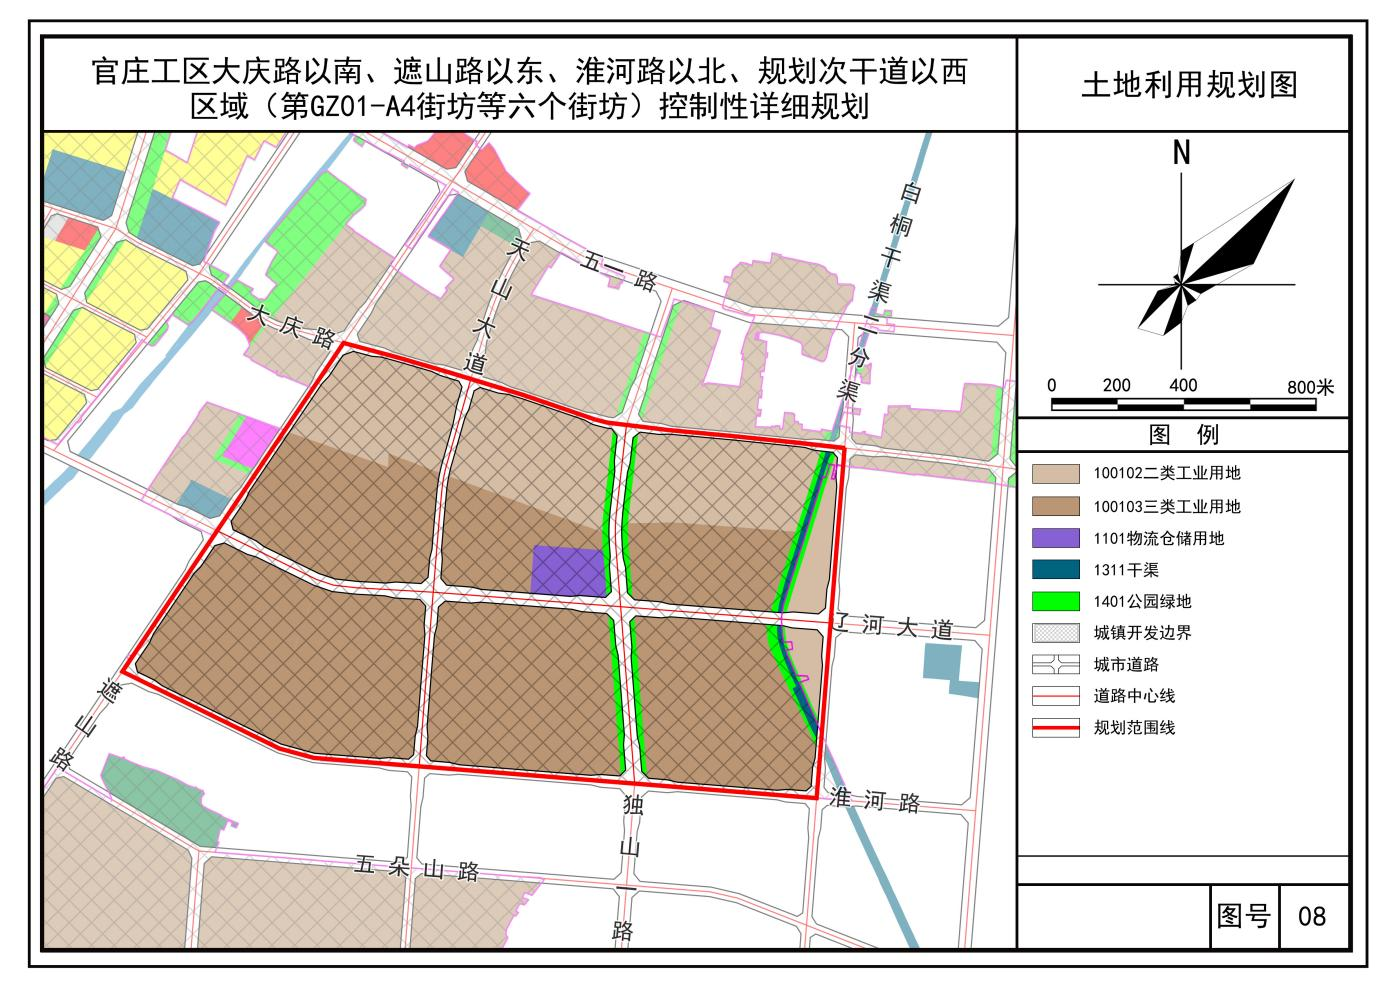 官庄工区大庆路以南、遮山路以东、淮河路以北、规划次干道以西
区域（第GZ01-A4街坊等六个街坊）控制性详细规划
土地利用规划图
N
0 200 400 800米
图 例
100102二类工业用地
100103三类工业用地
1101物流仓储用地
1311干渠
1401公园绿地
城镇开发边界
城市道路
道路中心线
规划范围线
图号 08
白桐干渠二分渠
天山大道
五一路
大庆路
辽河大道
遮山路
淮河路
独山一路
五朵山路